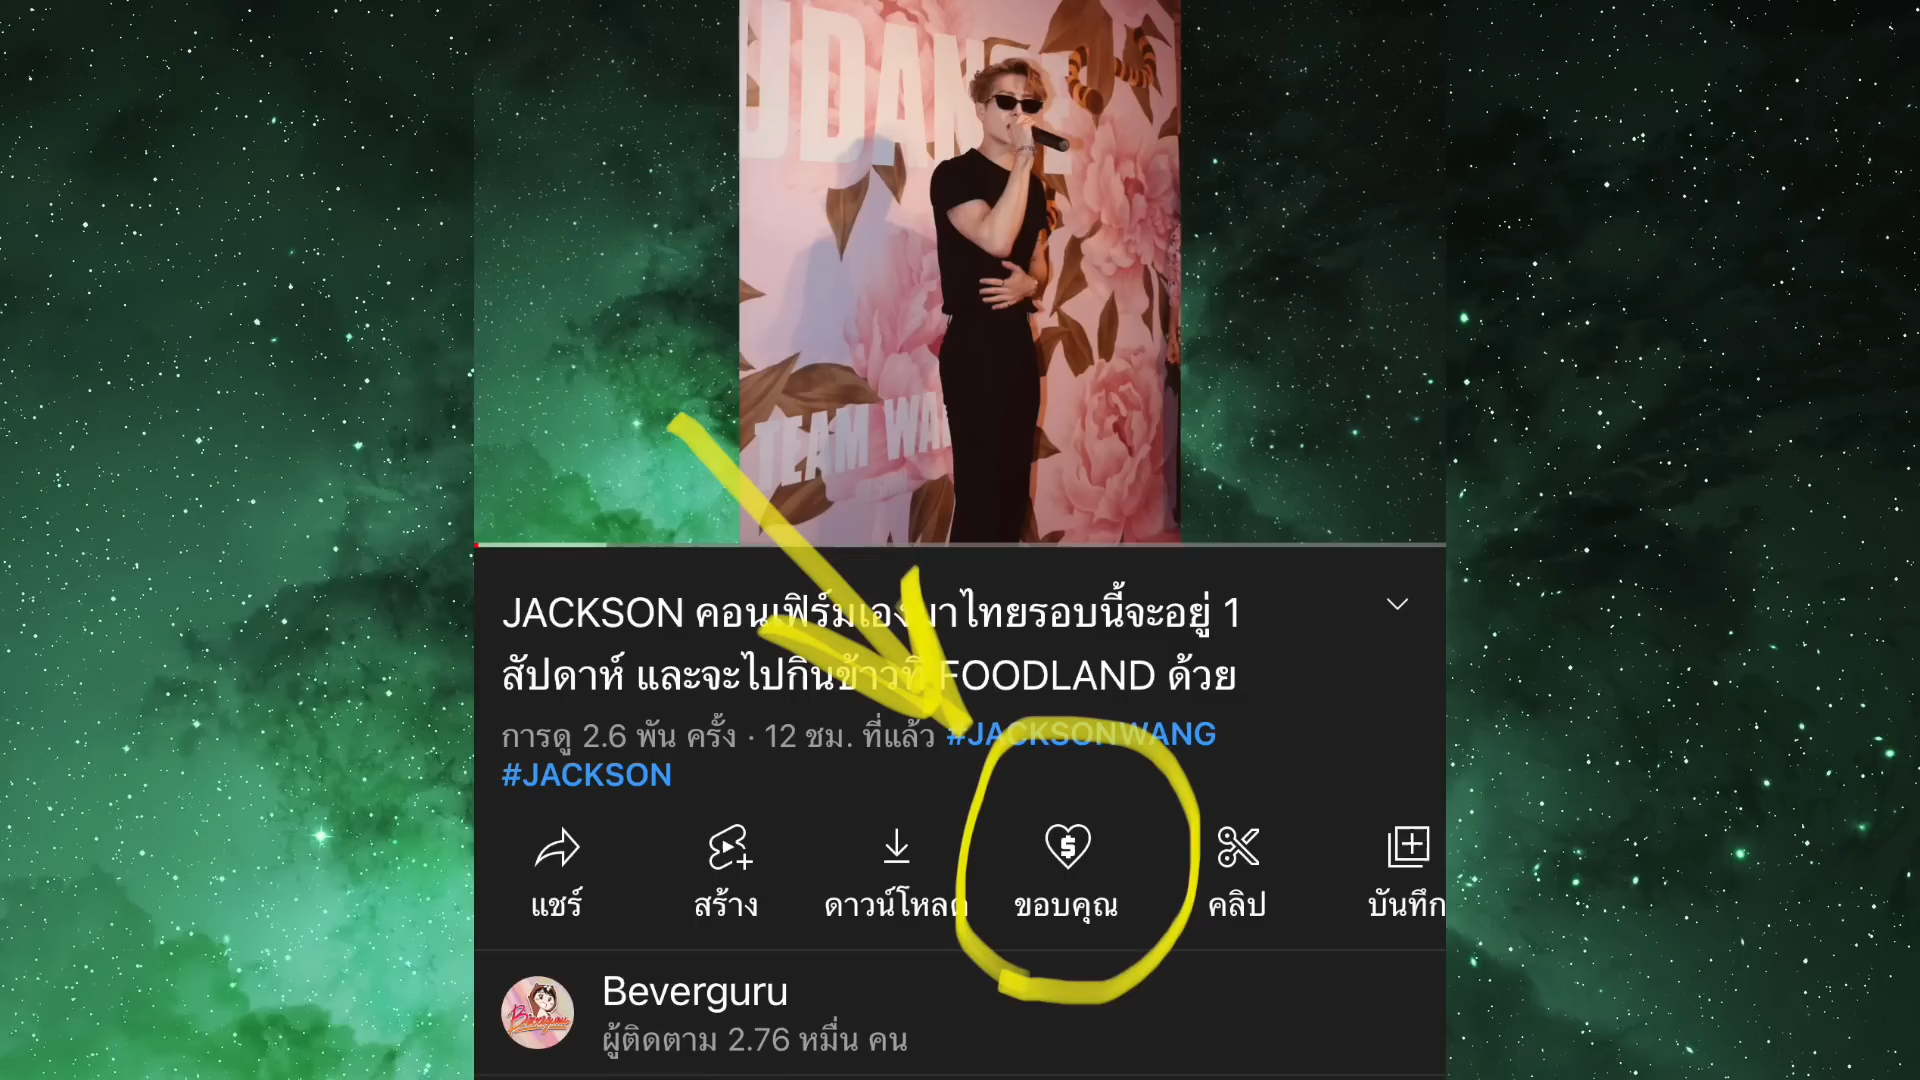 UDANCE
TEAM WANG
JACKSON คอนเฟิร์มเองมาไทยรอบนี้จะอยู่ 1
สัปดาห์ และจะไปกินข้าวที่ FOODLAND ด้วย
การดู 2.6 พัน ครั้ง · 12 ชม. ที่แล้ว #JACKSONWANG
#JACKSON
แชร์ สร้าง ดาวน์โหลด ขอบคุณ คลิป บันทึก
Beverguru
Beverguru
ผู้ติดตาม 2.76 หมื่น คน